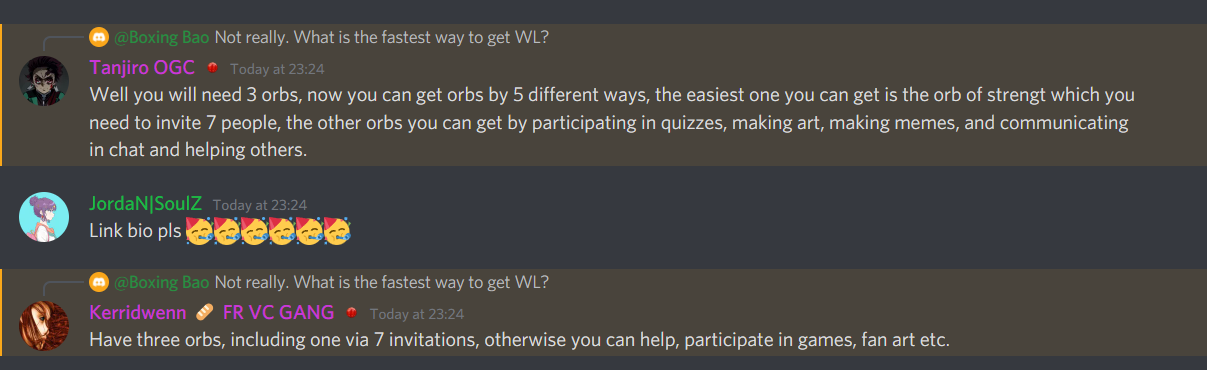 @Boxing Bao Not really. What is the fastest way to get WL?
Tanjiro OGC Today at 23:24
Well you will need 3 orbs, now you can get orbs by 5 different ways, the easiest one you can get is the orb of strengt which you
need to invite 7 people, the other orbs you can get by participating in quizzes, making art, making memes, and communicating
in chat and helping others.
JordaN|SoulZ Today at 23:24
Link bio pls 🥳🥳🥳🥳🥳🥳
@Boxing Bao Not really. What is the fastest way to get WL?
Kerridwenn 🥖 FR VC GANG Today at 23:24
Have three orbs, including one via 7 invitations, otherwise you can help, participate in games, fan art etc.